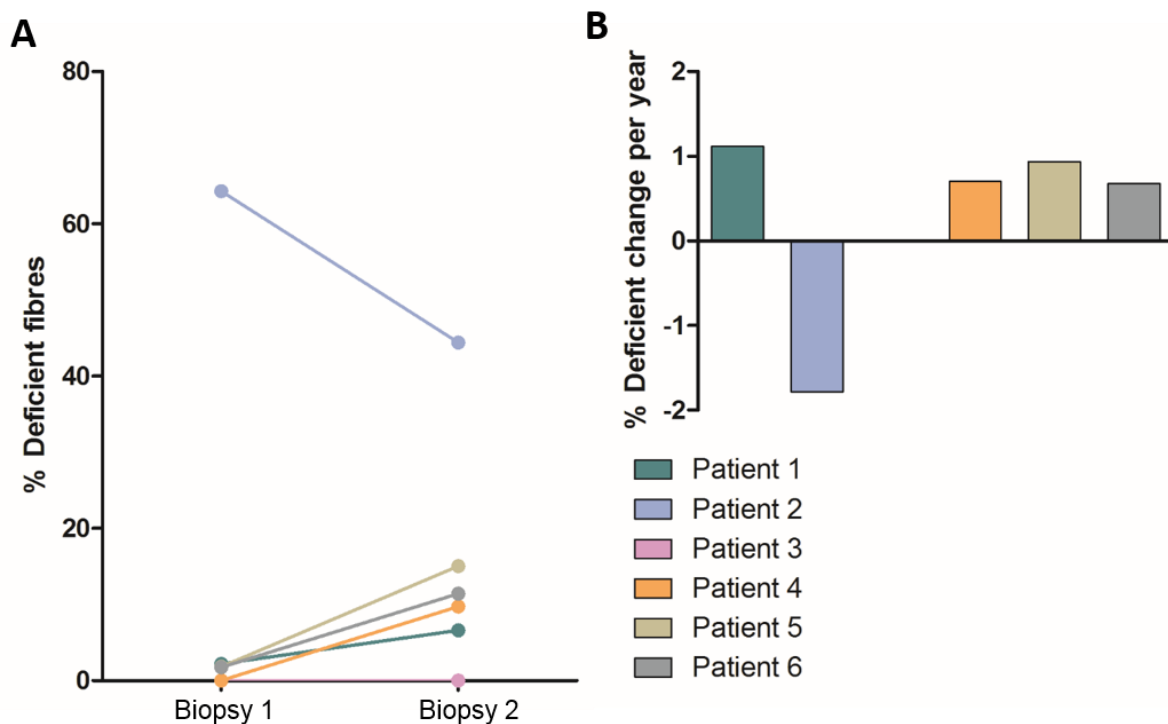 A
% Deficient fibres
80
60
40
20
0
Biopsy 1
Biopsy 2
B
% Deficient change per year
2
1
0
-1
-2
Patient 1
Patient 2
Patient 3
Patient 4
Patient 5
Patient 6